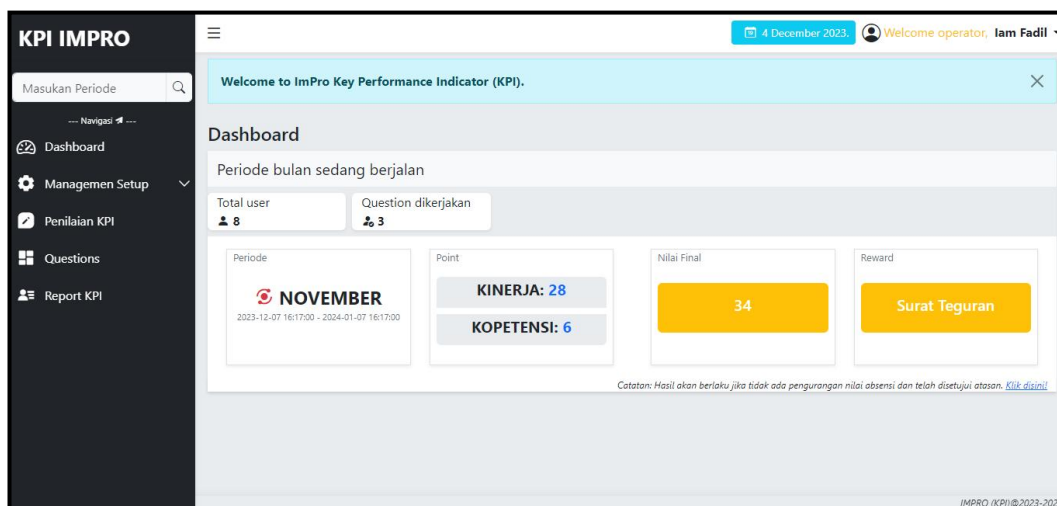 KPI IMPRO
4 December 2023.
Welcome operator, Iam Fadil
Masukan Periode
--- Navigasi ---
Dashboard
Managemen Setup
Penilaian KPI
Questions
Report KPI
Welcome to ImPro Key Performance Indicator (KPI).
Dashboard
Periode bulan sedang berjalan
Total user
8
Question dikerjakan
3
Periode
NOVEMBER
2023-12-07 16:17:00 - 2024-01-07 16:17:00
Point
KINERJA: 28
KOPETENSI: 6
Nilai Final
34
Reward
Surat Teguran
Catatan: Hasil akan berlaku jika tidak ada pengurangan nilai absensi dan telah disetujui atasan. Klik disini!
IMPRO (KPI)@2023-202